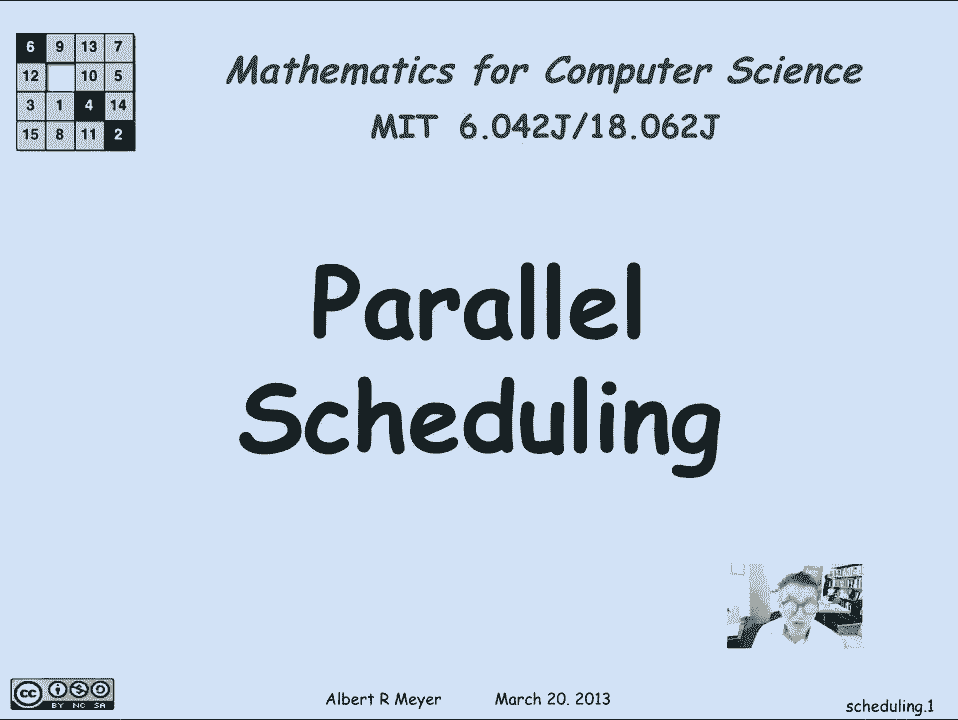 6 9 13 7
12 10 5
3 1 4 14
15 8 11 2
Mathematics for Computer Science
MIT 6.042J/18.062J
Parallel
Scheduling
cc BY NC SA
Albert R Meyer March 20. 2013 scheduling.1